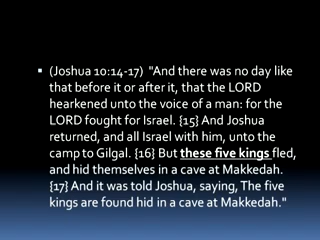 ▪ (Joshua 10:14-17) "And there was no day like
that before it or after it, that the LORD
hearkened unto the voice of a man: for the
LORD fought for Israel. {15} And Joshua
returned, and all Israel with him, unto the
camp to Gilgal. {16} But these five kings fled,
and hid themselves in a cave at Makkedah.
{17} And it was told Joshua, saying, The five
kings are found hid in a cave at Makkedah."